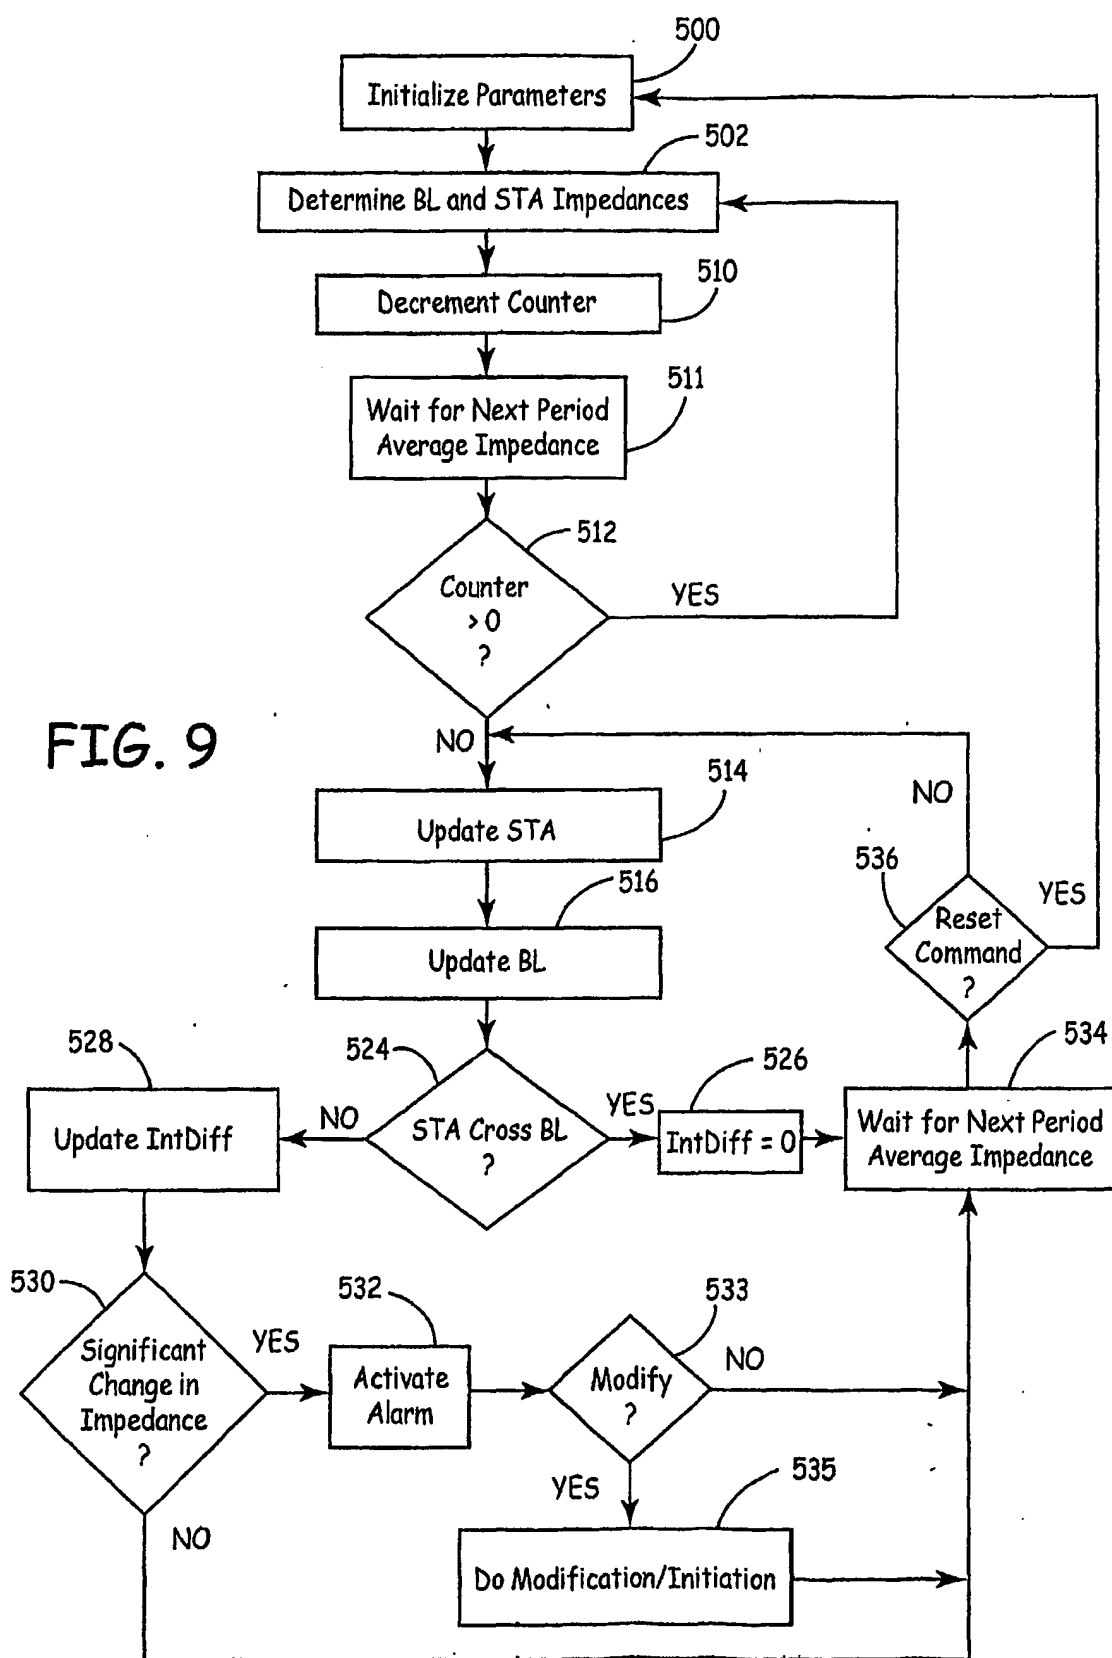 500
Initialize Parameters
502
Determine BL and STA Impedances
510
Decrement Counter
511
Wait for Next Period
Average Impedance
512
Counter
> 0
?
YES
FIG. 9
NO
514
Update STA
516
Update BL
NO
536
YES
Reset
Command
?
528
Update IntDiff
NO
524
STA Cross BL
?
YES
526
IntDiff = 0
534
Wait for Next Period
Average Impedance
530
Significant
Change in
Impedance
?
YES
NO
532
Activate
Alarm
533
Modify
?
NO
YES
535
Do Modification/Initiation